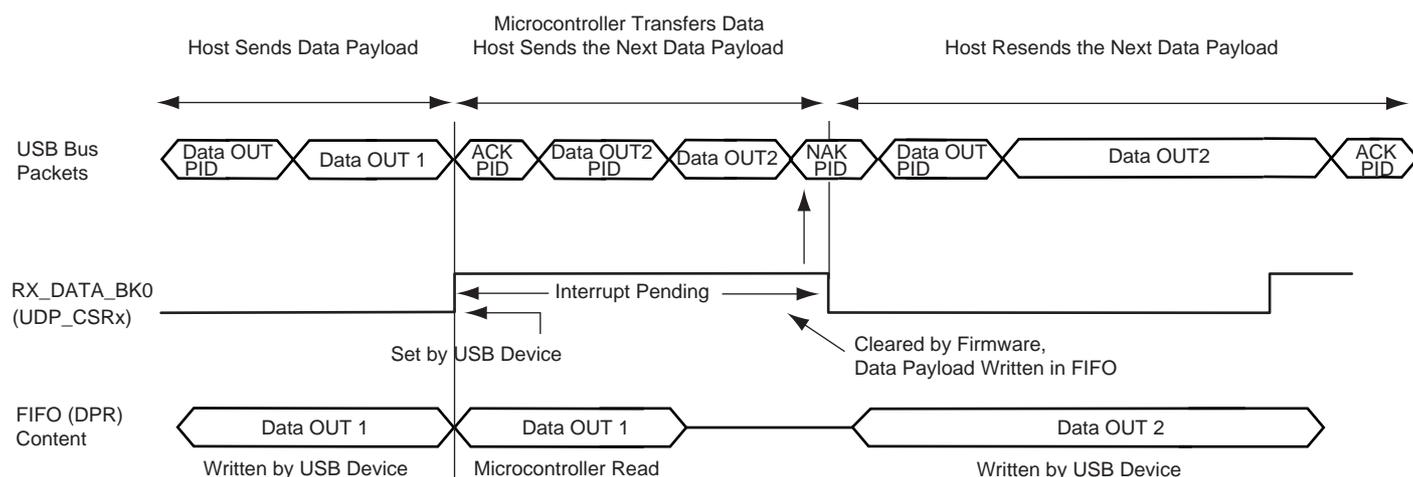 Microcontroller Transfers Data
Host Sends Data Payload
Host Sends the Next Data Payload
Host Resends the Next Data Payload
USB Bus
Packets
Data OUT
PID
Data OUT 1
ACK
PID
Data OUT2
PID
Data OUT2
NAK
PID
Data OUT
PID
Data OUT2
ACK
PID
RX_DATA_BK0
(UDP_CSRx)
Interrupt Pending
Set by USB Device
Cleared by Firmware,
Data Payload Written in FIFO
FIFO (DPR)
Content
Data OUT 1
Data OUT 1
Data OUT 2
Written by USB Device
Microcontroller Read
Written by USB Device